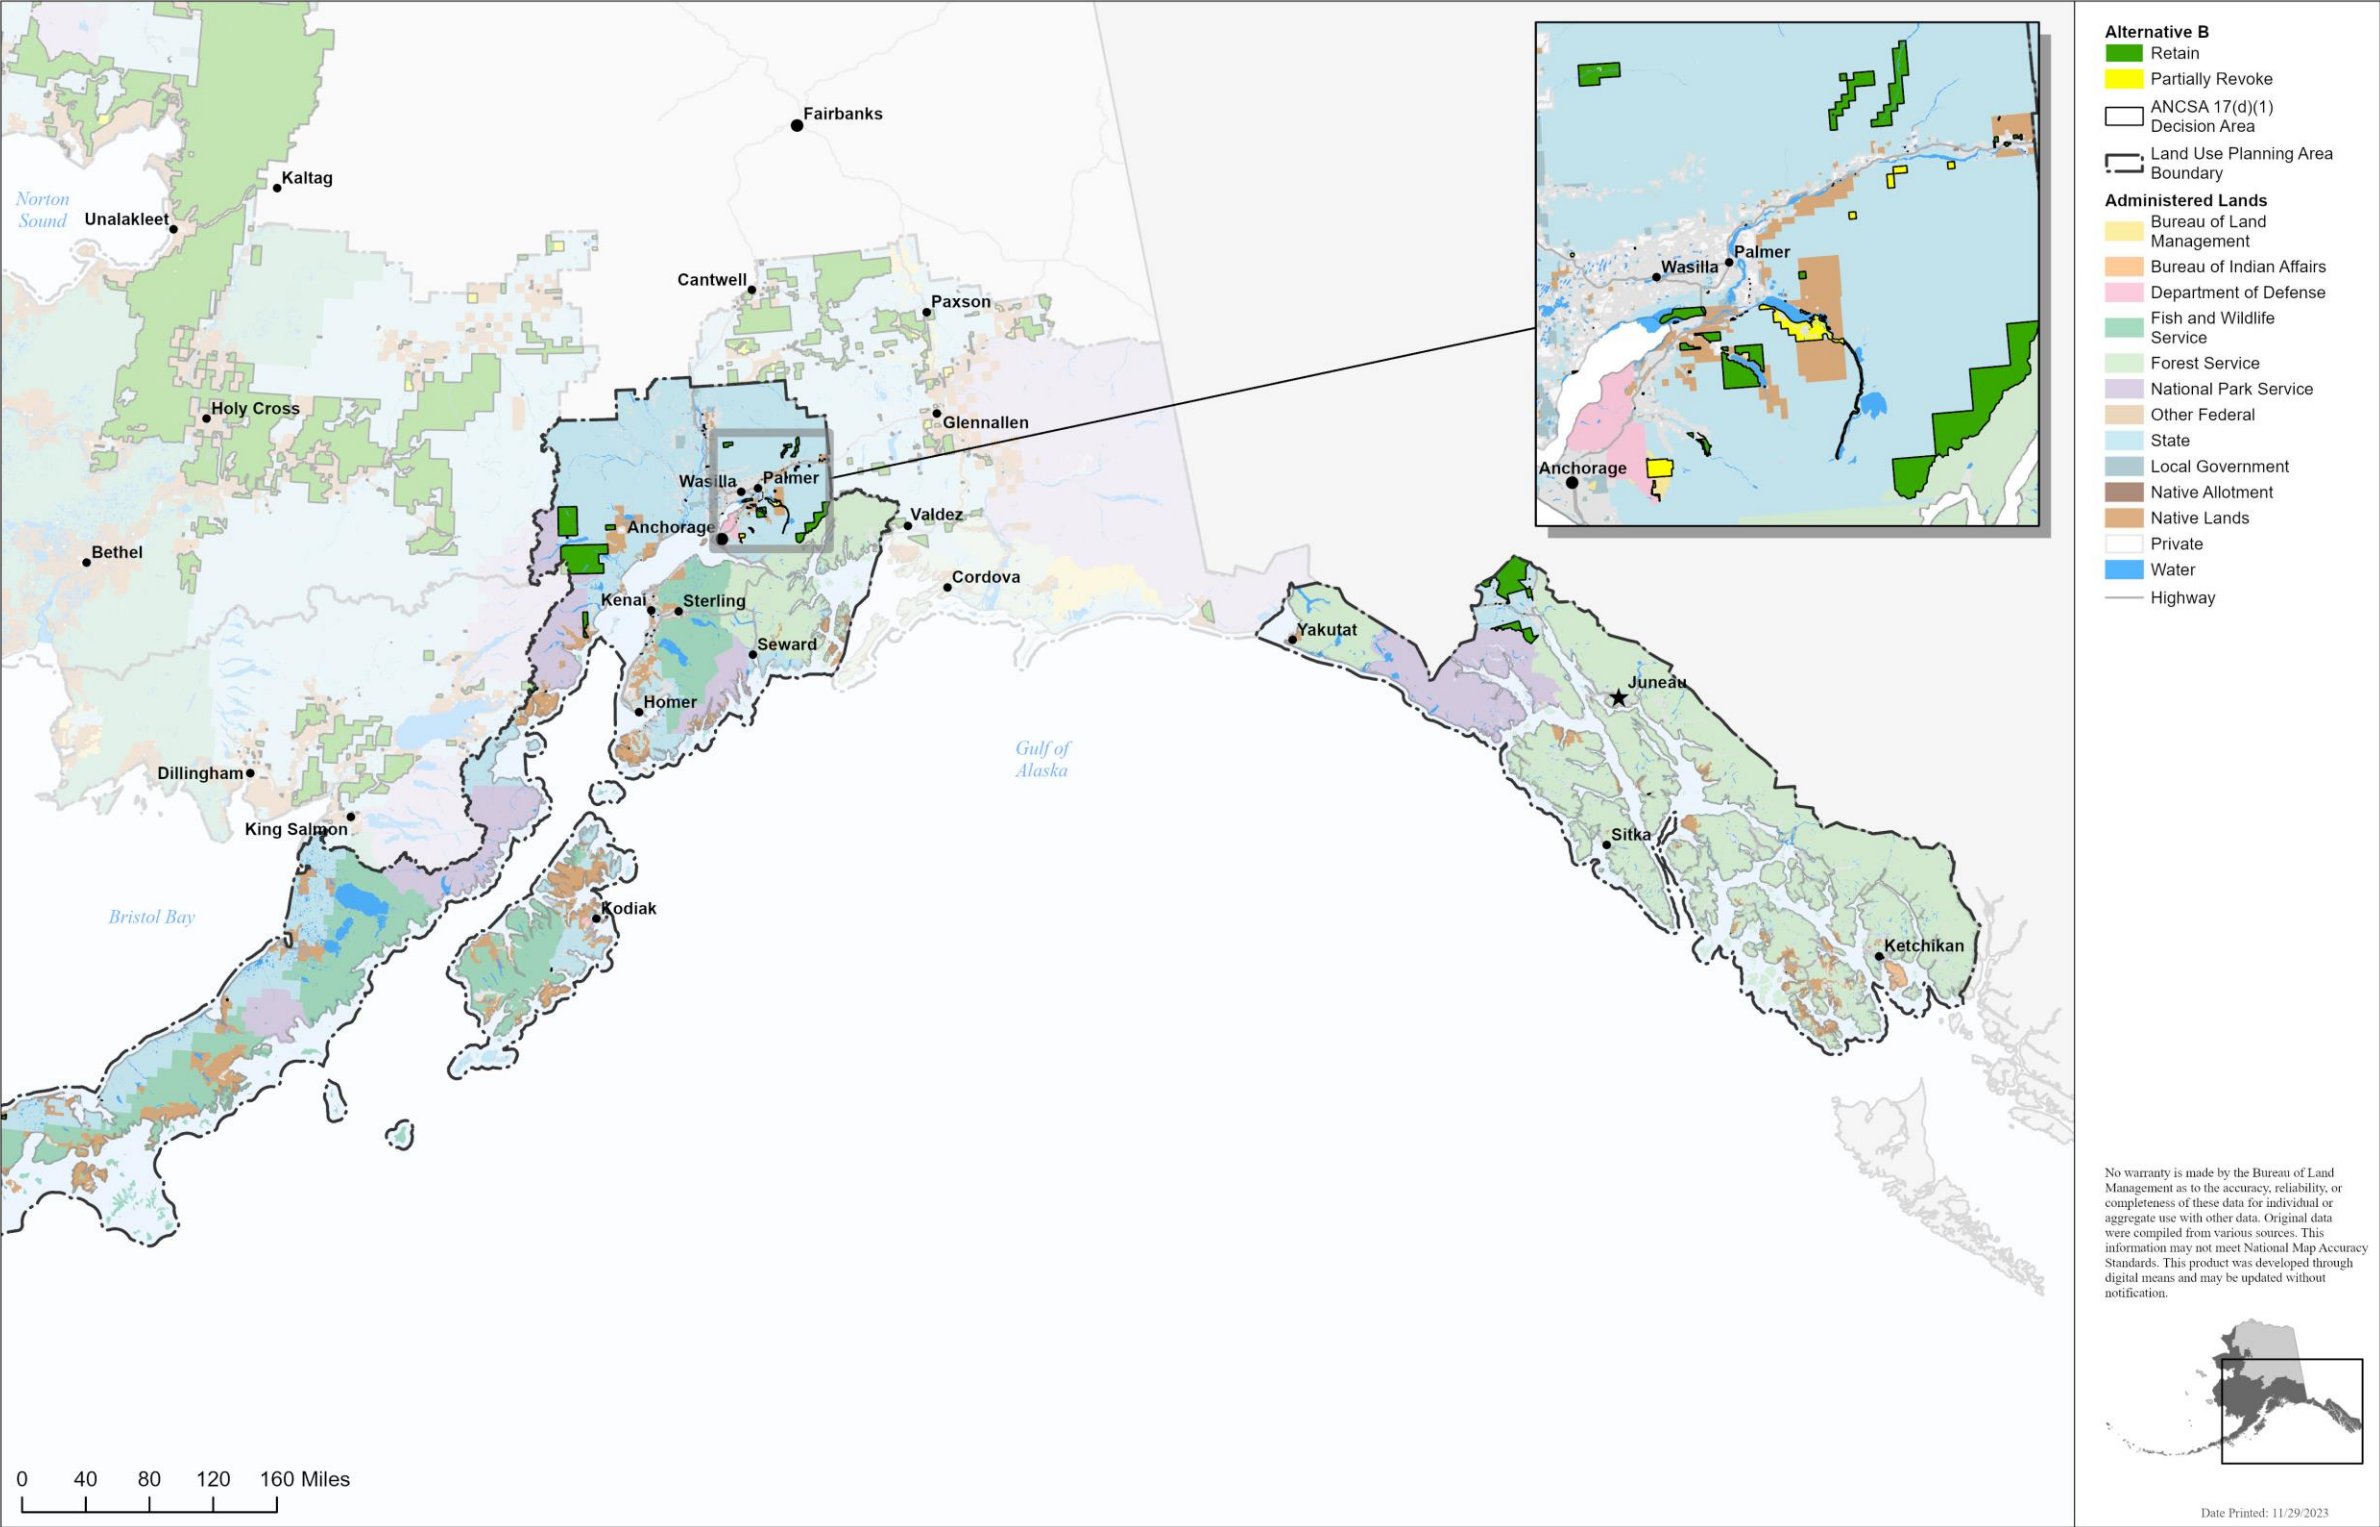 Fairbanks
Kaltag
Norton
Sound
Unalakleet
Cantwell
Paxson
Holy Cross
Glennallen
Wasilla
Palmer
Anchorage
Valdez
Bethel
Cordova
Kenai
Sterling
Seward
Homer
Yakutat
Juneau
Gulf of
Alaska
Dillingham
King Salmon
Sitka
Bristol Bay
Kodiak
Ketchikan
Palmer
Wasilla
Anchorage
0 40 80 120 160 Miles
Alternative B
Retain
Partially Revoke
ANCSA 17(d)(1)
Decision Area
Land Use Planning Area
Boundary
Administered Lands
Bureau of Land
Management
Bureau of Indian Affairs
Department of Defense
Fish and Wildlife
Service
Forest Service
National Park Service
Other Federal
State
Local Government
Native Allotment
Native Lands
Private
Water
Highway
No warranty is made by the Bureau of Land
Management as to the accuracy, reliability, or
completeness of these data for individual or
aggregate use with other data. Original data
were compiled from various sources. This
information may not meet National Map Accuracy
Standards. This product was developed through
digital means and may be updated without
notification.
Date Printed: 11/29/2023